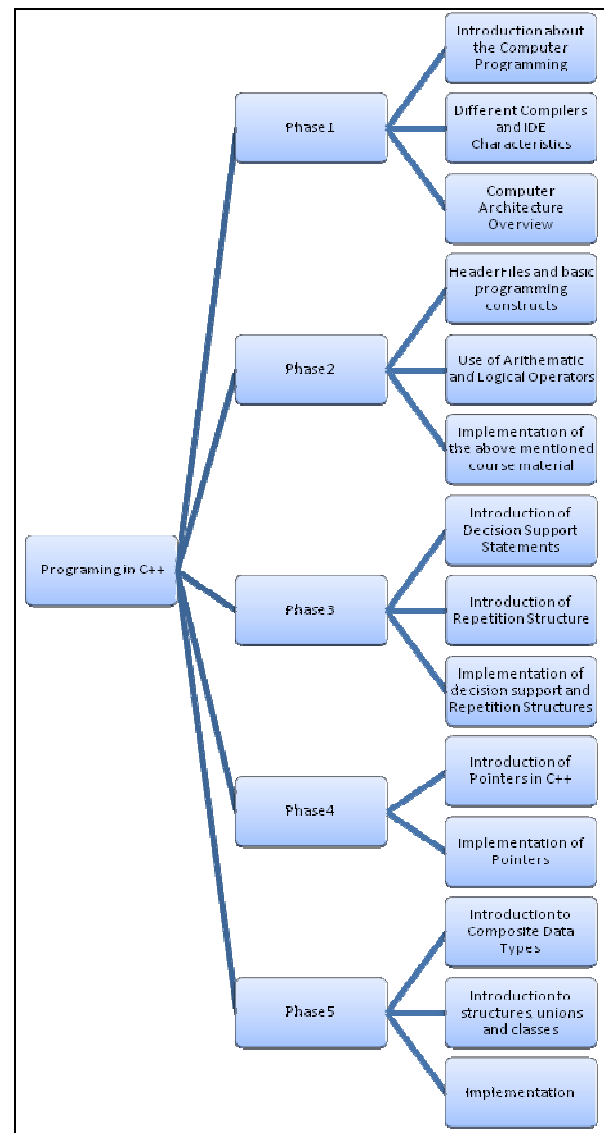 Introduction about
the Computer
Programming
Phase1
Different Compilers
and IDE
Characteristics
Computer
Architecture
Overview
Header Files and basic
programming
constructs
Phase2
Use of Arithematic
and Logical Operators
Implementation of
the above mentioned
course material
Programing in C++
Introduction of
Decision Support
Statements
Phase3
Introduction of
Repetition Structure
Implementation of
decision support and
Repetition Structures
Introduction of
Pointers in C++
Phase4
Implementation of
Pointers
Introduction to
Composite Data
Types
Phase5
Introduction to
structures, unions
and classes
Implementation